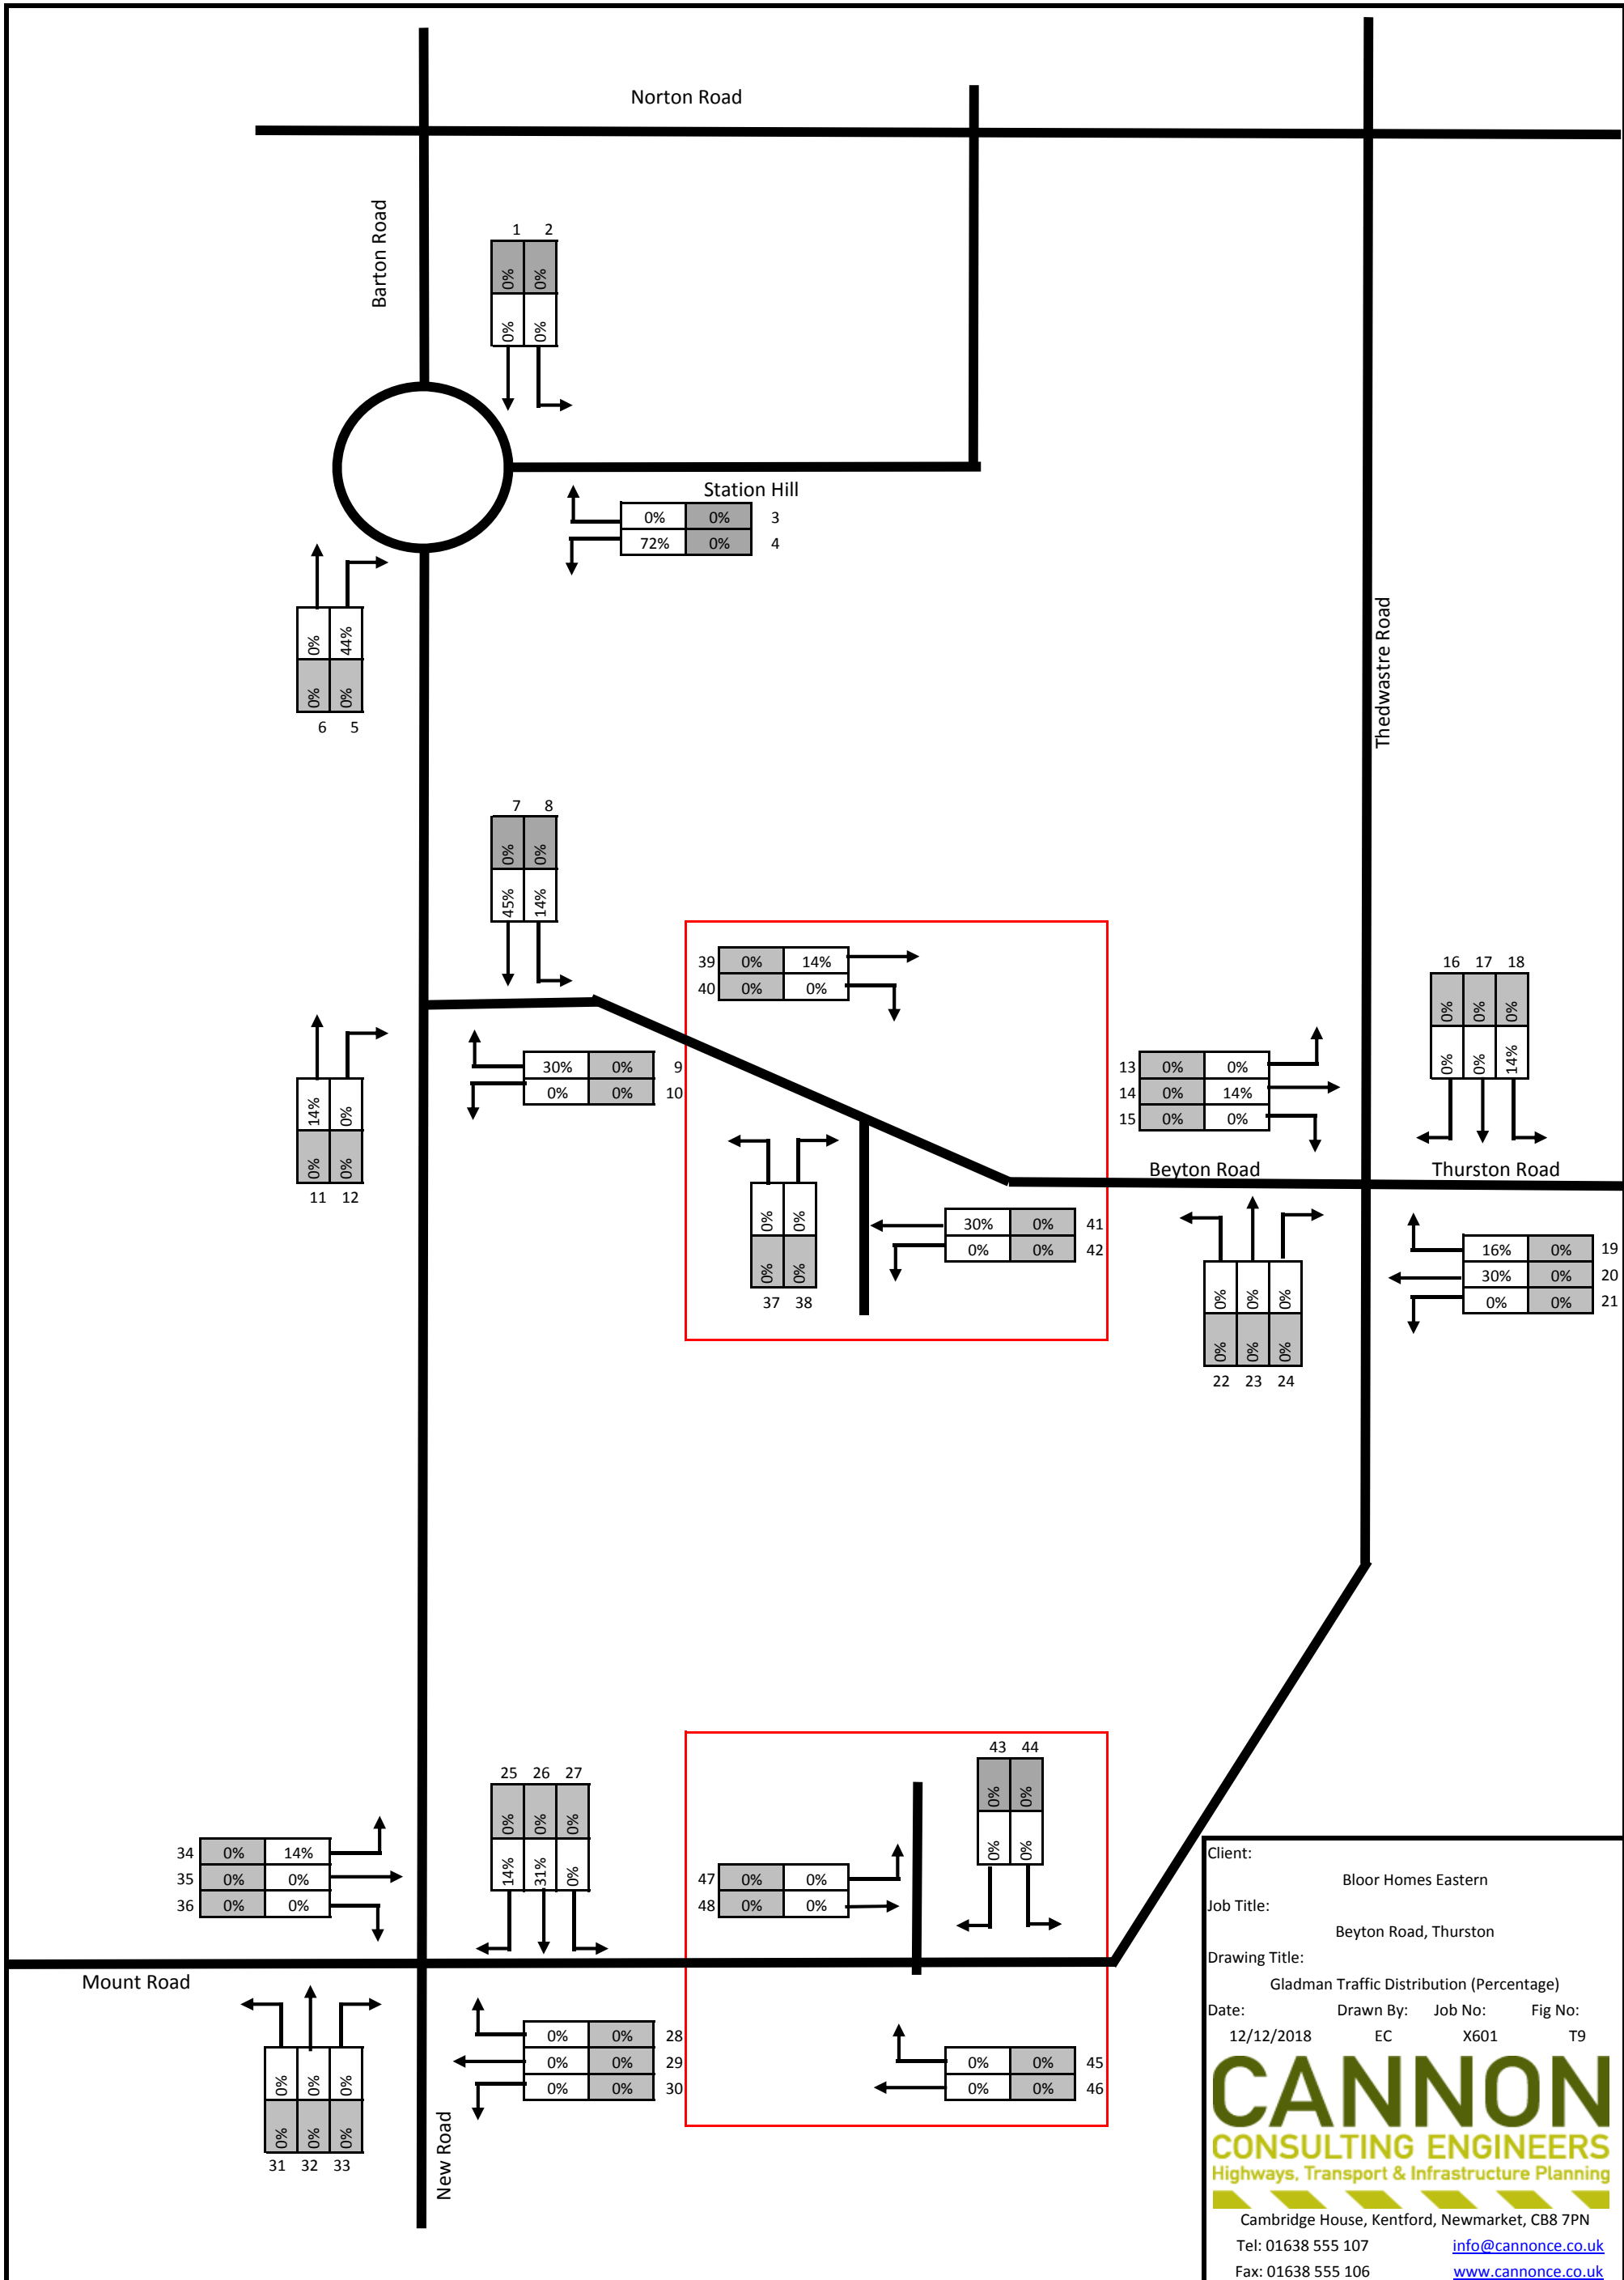 Norton Road
Barton Road
1 2
0% 0%
0% 0%
Station Hill
0% 0% 3
72% 0% 4
0% 44%
0% 0%
6 5
Thedwastre Road
7 8
0% 0%
45% 14%
39 0% 14%
40 0% 0%
16 17 18
0% 0% 0%
0% 0% 14%
30% 0% 9
0% 0% 10
13 0% 0%
14 0% 14%
15 0% 0%
14% 0%
0% 0%
11 12
Beyton Road
Thurston Road
0% 0%
0% 0%
37 38
30% 0% 41
0% 0% 42
0% 0% 0%
0% 0% 0%
22 23 24
16% 0% 19
30% 0% 20
0% 0% 21
43 44
0% 0%
0% 0%
25 26 27
0% 0% 0%
14% 31% 0%
34 0% 14%
35 0% 0%
36 0% 0%
47 0% 0%
48 0% 0%
Mount Road
0% 0% 0%
0% 0% 0%
31 32 33
0% 0% 28
0% 0% 29
0% 0% 30
0% 0% 45
0% 0% 46
New Road
Client:
Bloor Homes Eastern
Job Title:
Beyton Road, Thurston
Drawing Title:
Gladman Traffic Distribution (Percentage)
Date: Drawn By: Job No: Fig No:
12/12/2018 EC X601 T9
CANNON
CONSULTING ENGINEERS
Highways, Transport & Infrastructure Planning
Cambridge House, Kentford, Newmarket, CB8 7PN
Tel: 01638 555 107 info@cannonce.co.uk
Fax: 01638 555 106 www.cannonce.co.uk